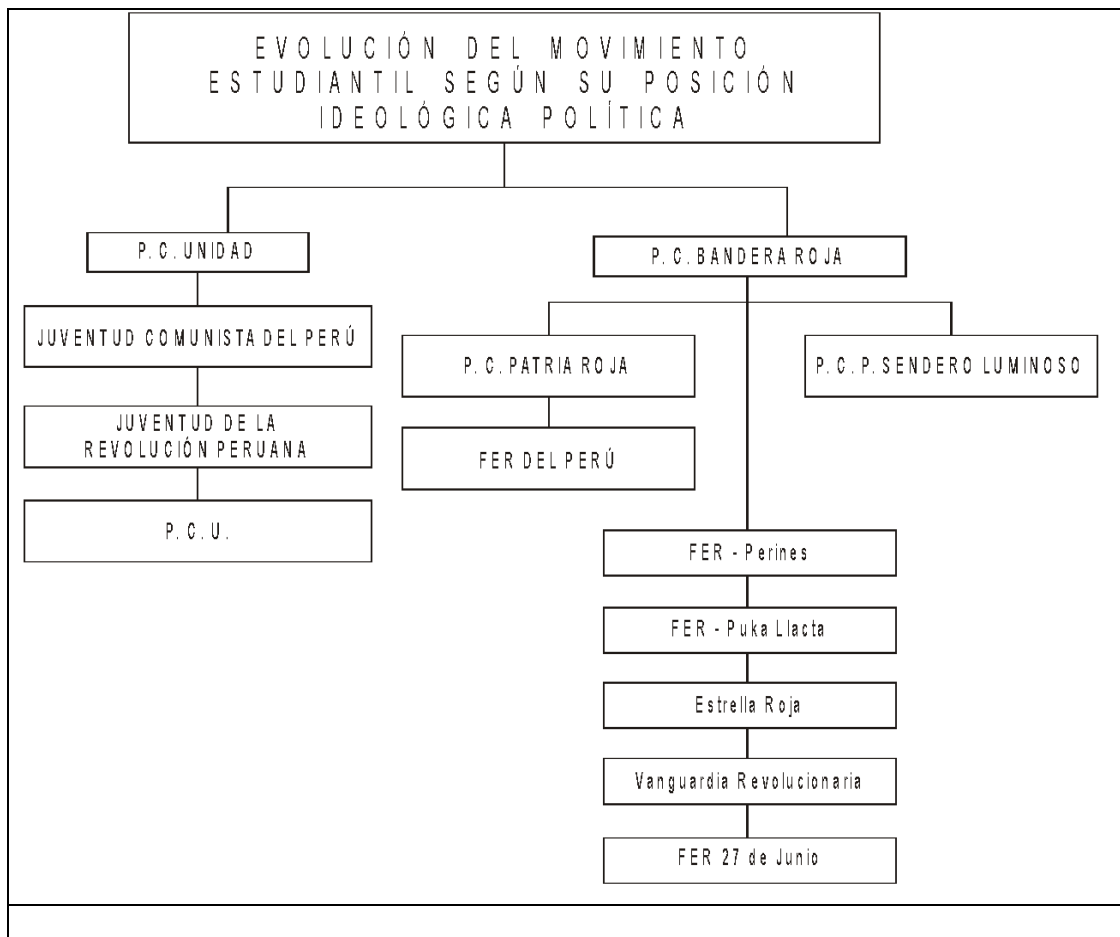 EVOLUCIÓN DEL MOVIMIENTO
ESTUDIANTIL SEGÚN SU POSICIÓN
IDEOLÓGICA POLÍTICA
P. C. UNIDAD
JUVENTUD COMUNISTA DEL PERÚ
JUVENTUD DE LA
REVOLUCIÓN PERUANA
P. C. U.
P. C. BANDERA ROJA
P. C. PATRIA ROJA
FER DEL PERÚ
P. C. P. SENDERO LUMINOSO
FER - Perines
FER - Puka Llacta
Estrella Roja
Vanguardia Revolucionaria
FER 27 de Junio